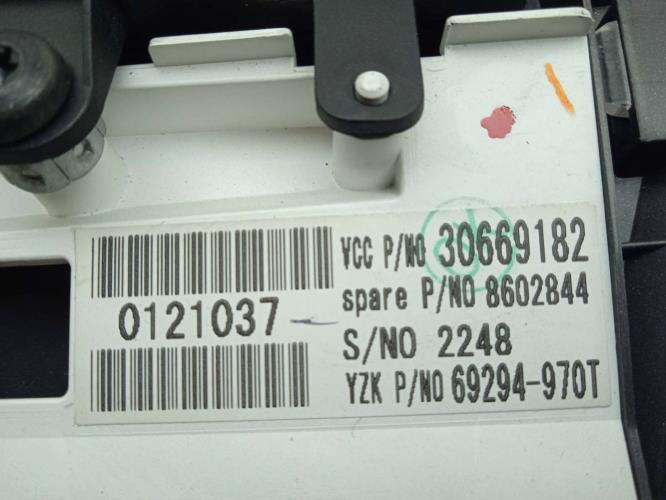 VCC P/NO 30669182
spare P/NO 8602844
0121037
S/NO 2248
YZK P/NO 69294-970T